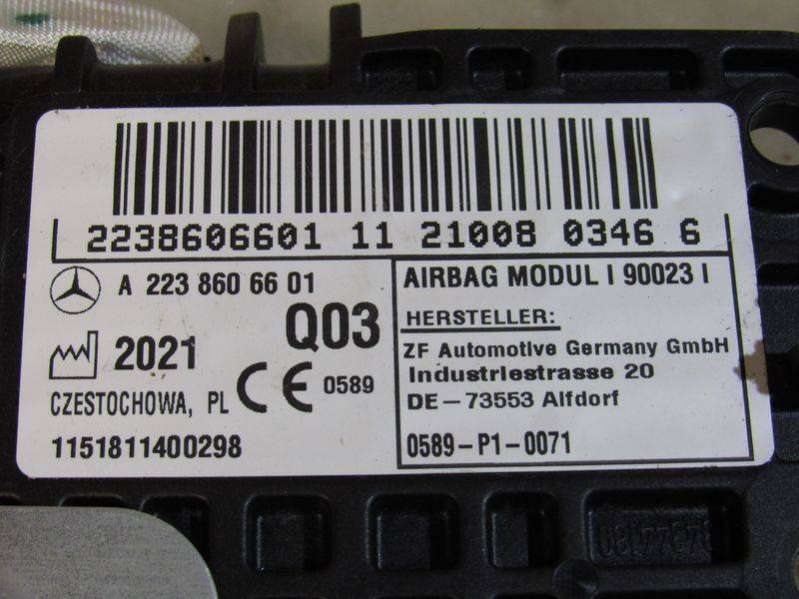 2238606601 11 21008 0346 6
A 223 860 66 01
Q03
2021
CZESTOCHOWA, PL
CE 0589
1151811400298
AIRBAG MODUL I 90023 I
HERSTELLER:
ZF Automotive Germany GmbH
Industriestrasse 20
DE-73553 Alfdorf
0589-P1-0071